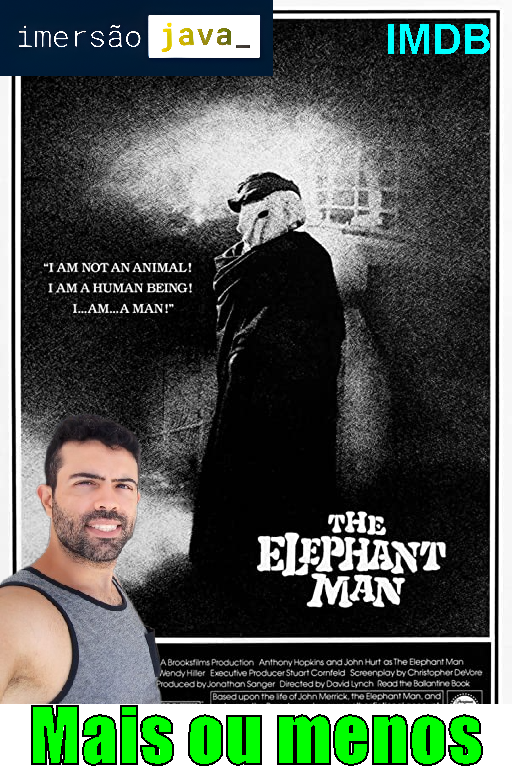 imersão java_
IMDB
“I AM NOT AN ANIMAL!
I AM A HUMAN BEING!
I...AM...A MAN!”
THE
ELEPHANT
MAN
A Brooksfilms Production Anthony Hopkins and John Hurt as The Elephant Man
Wendy Hiller Executive Producer Stuart Cornfeld Screenplay by Christopher DeVore
Produced by Jonathan Sanger Directed by David Lynch Read the Ballantine Book
Based upon the life of John Merrick, the Elephant Man, and
Mais ou menos